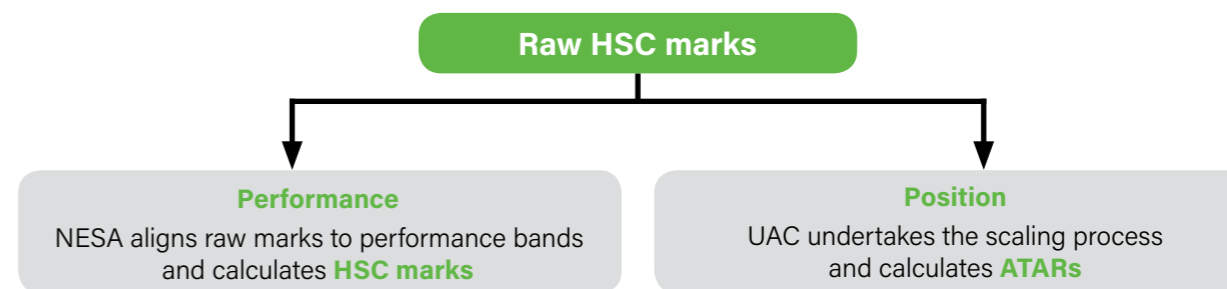 Raw HSC marks
Performance
NESA aligns raw marks to performance bands
and calculates HSC marks
Position
UAC undertakes the scaling process
and calculates ATARs